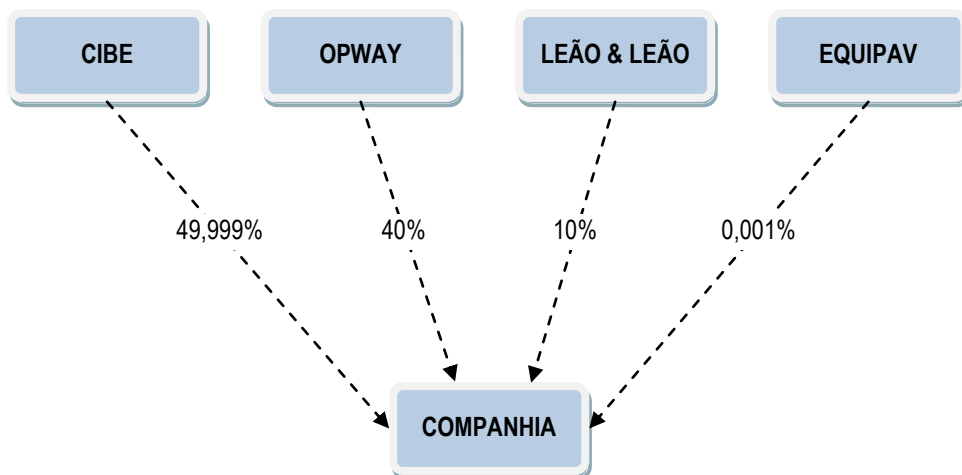 CIBE
OPWAY
LEÃO & LEÃO
EQUIPAV
49,999%
40%
10%
0,001%
COMPANHIA